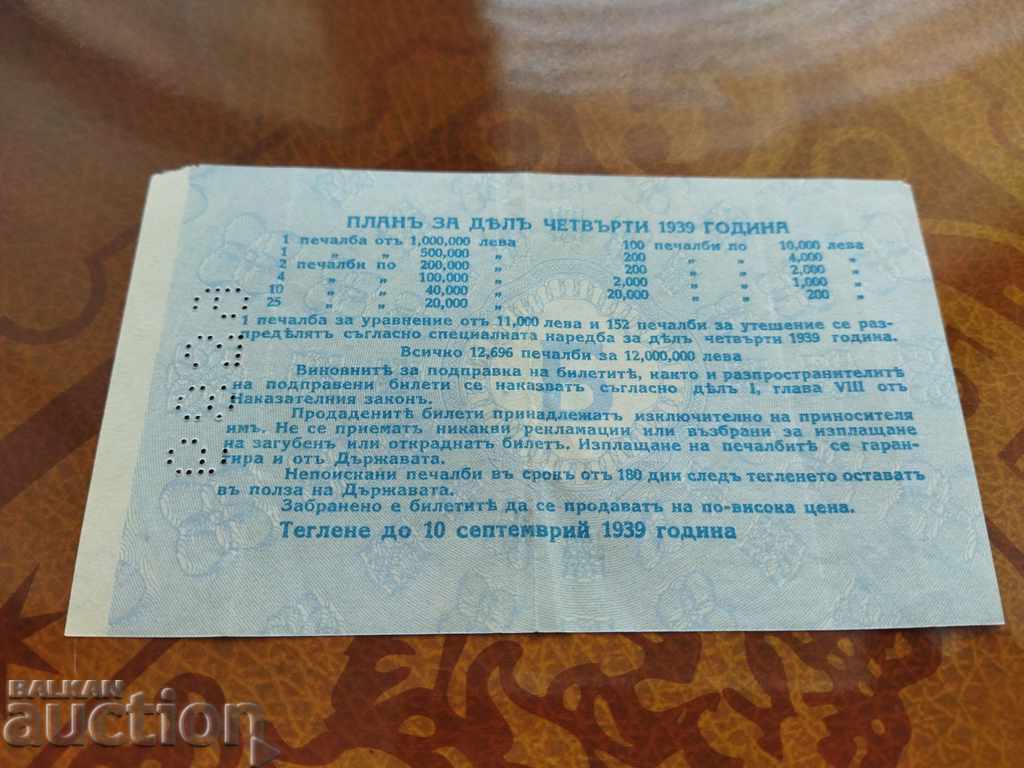 ПЛАНЪ ЗА ДѢЛЪ ЧЕТВЪРТИ 1939 ГОДИНА
1 печалба отъ 1,000,000 лева
1 „ „ 500,000 „
2 печалби по 200,000 „
4 „ „ 100,000 „
10 „ „ 40,000 „
25 „ „ 20,000 „
100 печалби по 10,000 лева
200 „ „ 4,000 „
200 „ „ 2,000 „
2,000 „ „ 1,000 „
20,000 „ „ 200 „
1 печалба за уравнение отъ 11,000 лева и 152 печалби за утешение се раз-
предѣлятъ съгласно специалната наредба за дѣлъ четвърти 1939 година.
Всичко 12,696 печалби за 12,000,000 лева
Виновнитѣ за подправка на билетитѣ, както и разпространителитѣ
на подправени билети се наказватъ съгласно дѣлъ I, глава VIII отъ
Наказателния законъ.
Продаденитѣ билети принадлежатъ изключително на приносителя
имъ. Не се приематъ никакви рекламации или възбрани за изплащане
на загубенъ или откраднатъ билетъ. Изплащане на печалбитѣ се гаран-
тира и отъ Държавата.
Непоискани печалби въ срокъ отъ 180 дни следъ тегленето оставатъ
въ полза на Държавата.
Забранено е билетитѣ да се продаватъ на по-висока цена.
Теглене до 10 септемврий 1939 година
BALKAN
auction